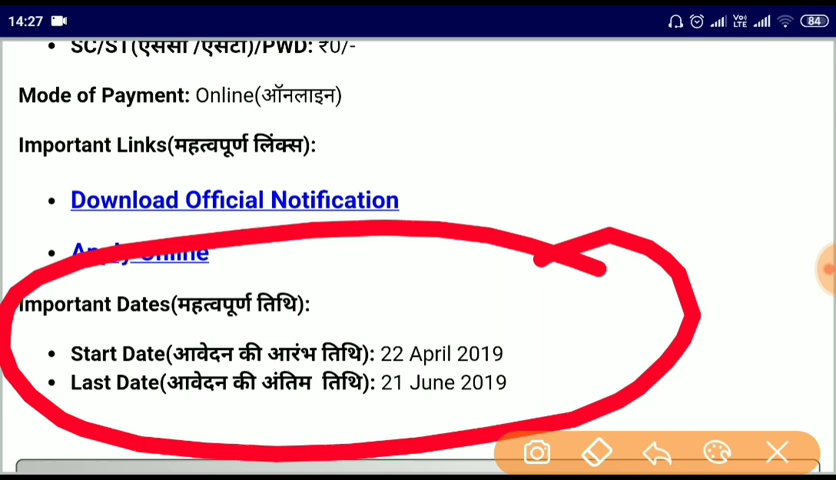 14:27
Vo) LTE
84
SC/ST(एससी /एसटी)/PWD: ₹0/-
Mode of Payment: Online(ऑनलाइन)
Important Links(महत्वपूर्ण लिंक्स):
Download Official Notification
Apply Online
Important Dates(महत्वपूर्ण तिथि):
Start Date(आवेदन की आरंभ तिथि): 22 April 2019
Last Date(आवेदन की अंतिम तिथि): 21 June 2019